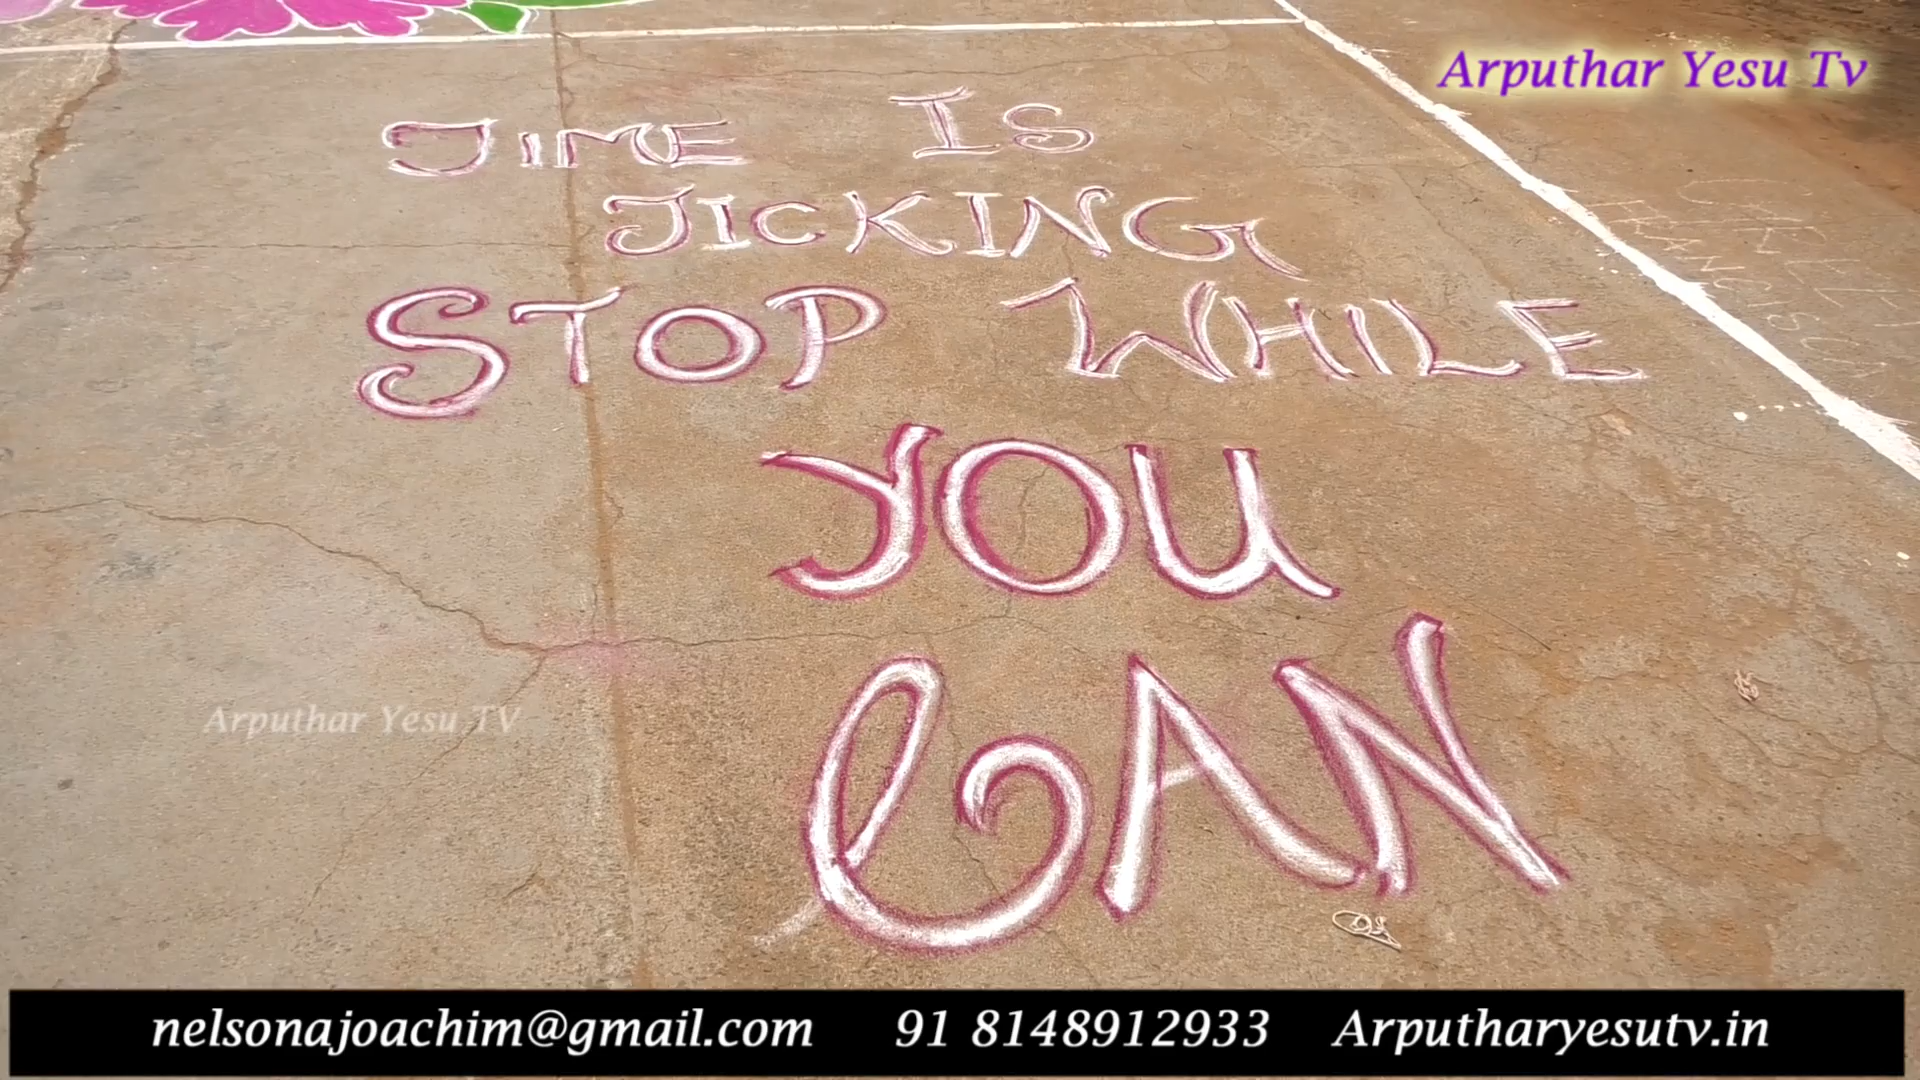 Arputhar Yesu Tv
TIME IS
TICKING
STOP WHILE
YOU
CAN
Arputhar Yesu TV
nelsonajoachim@gmail.com 91 8148912933 Arputharyesutv.in